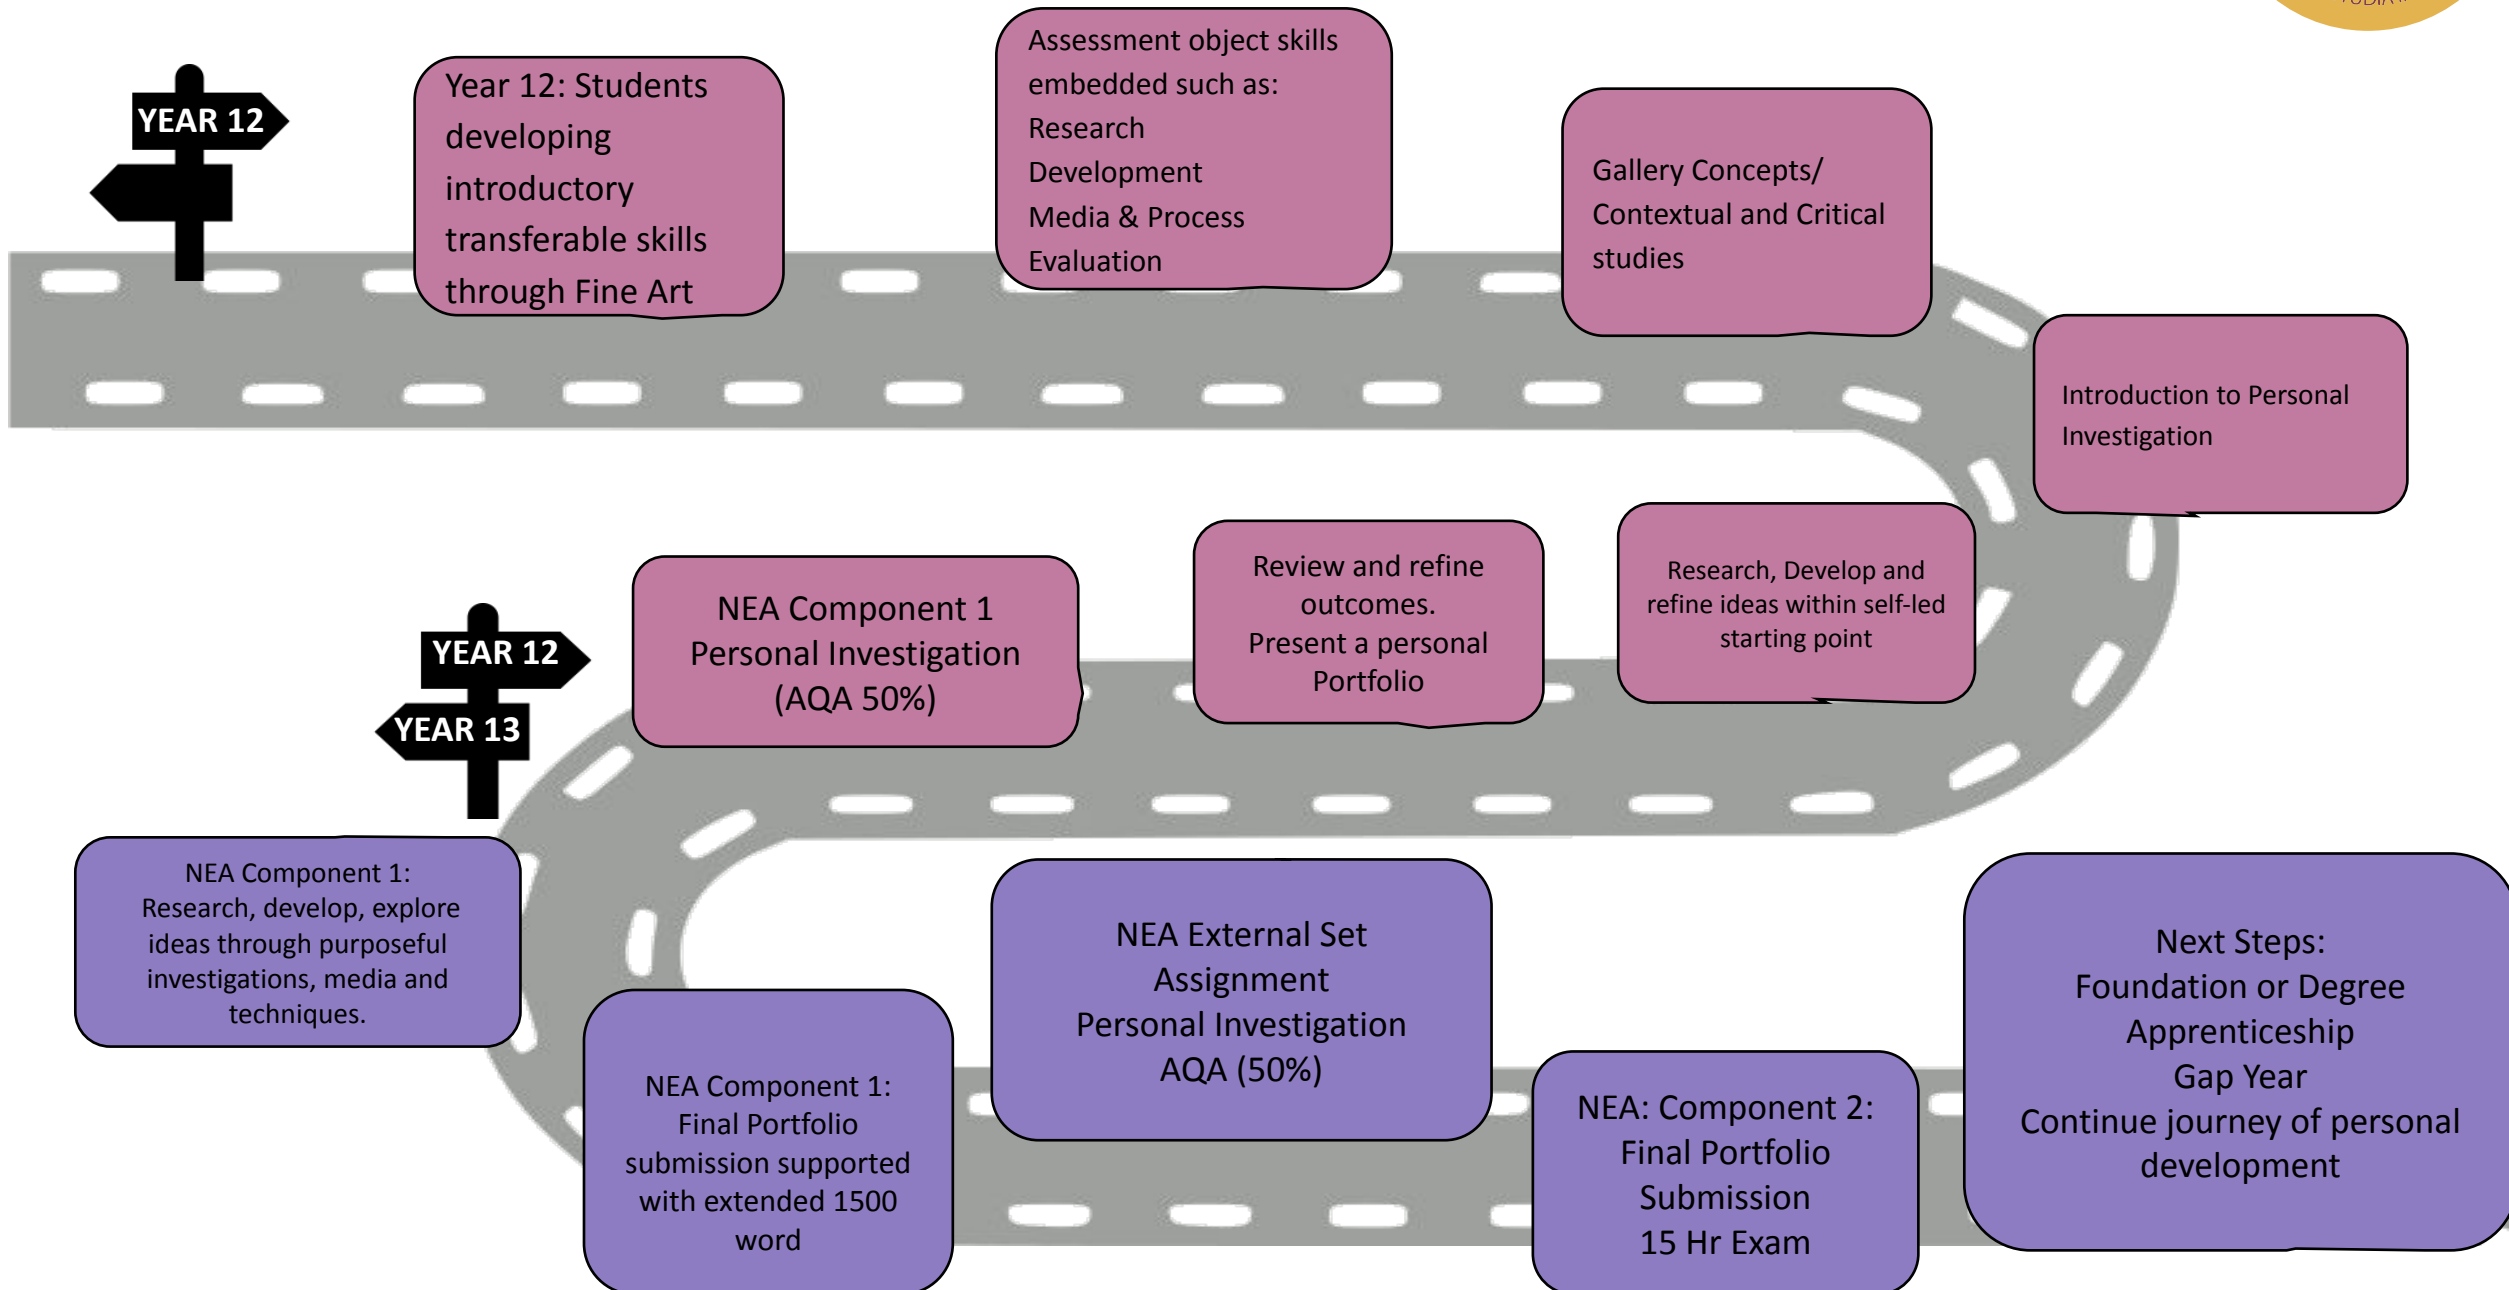 YEAR 12
Year 12: Students
developing
introductory
transferable skills
through Fine Art
Assessment object skills
embedded such as:
Research
Development
Media & Process
Evaluation
Gallery Concepts/
Contextual and Critical
studies
Introduction to Personal
Investigation
Research, Develop and
refine ideas within self-led
starting point
Review and refine
outcomes.
Present a personal
Portfolio
NEA Component 1
Personal Investigation
(AQA 50%)
YEAR 12
YEAR 13
NEA Component 1:
Research, develop, explore
ideas through purposeful
investigations, media and
techniques.
NEA Component 1:
Final Portfolio
submission supported
with extended 1500
word
NEA External Set
Assignment
Personal Investigation
AQA (50%)
NEA: Component 2:
Final Portfolio
Submission
15 Hr Exam
Next Steps:
Foundation or Degree
Apprenticeship
Gap Year
Continue journey of personal
development